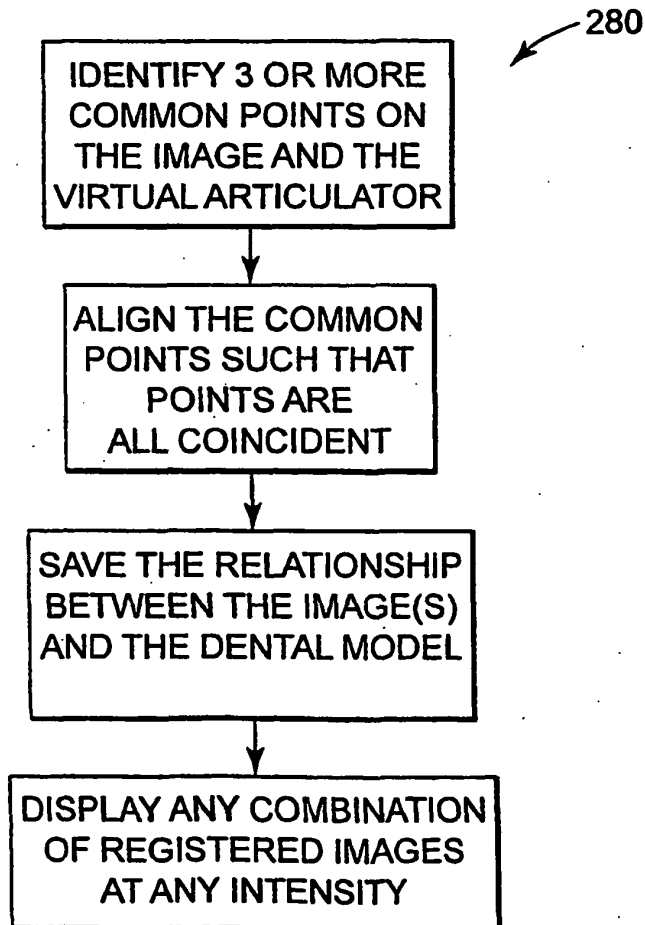 280
IDENTIFY 3 OR MORE
COMMON POINTS ON
THE IMAGE AND THE
VIRTUAL ARTICULATOR
ALIGN THE COMMON
POINTS SUCH THAT
POINTS ARE
ALL COINCIDENT
SAVE THE RELATIONSHIP
BETWEEN THE IMAGE(S)
AND THE DENTAL MODEL
DISPLAY ANY COMBINATION
OF REGISTERED IMAGES
AT ANY INTENSITY